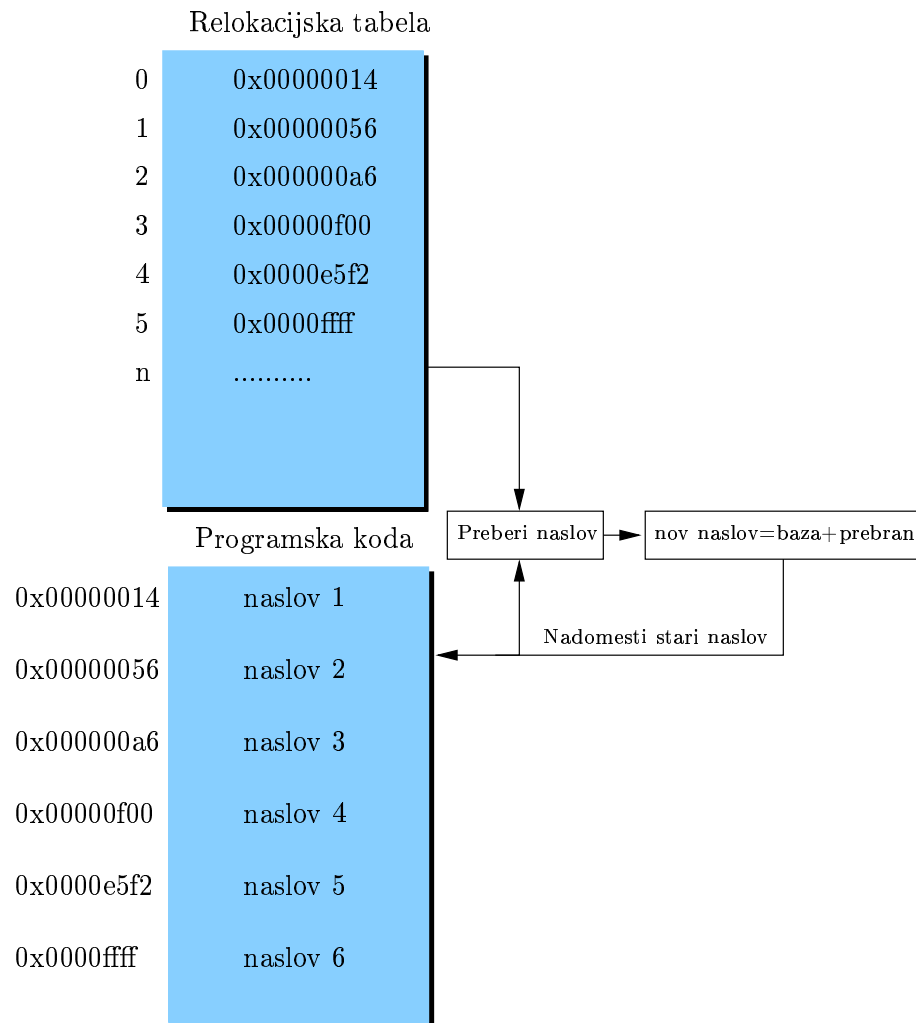 Relokacijska tabela
0 0x00000014
1 0x00000056
2 0x000000a6
3 0x00000f00
4 0x0000e5f2
5 0x0000ffff
n ..........
Preberi naslov
nov naslov=baza+prebran
Programska koda
0x00000014 naslov 1
Nadomesti stari naslov
0x00000056 naslov 2
0x000000a6 naslov 3
0x00000f00 naslov 4
0x0000e5f2 naslov 5
0x0000ffff naslov 6